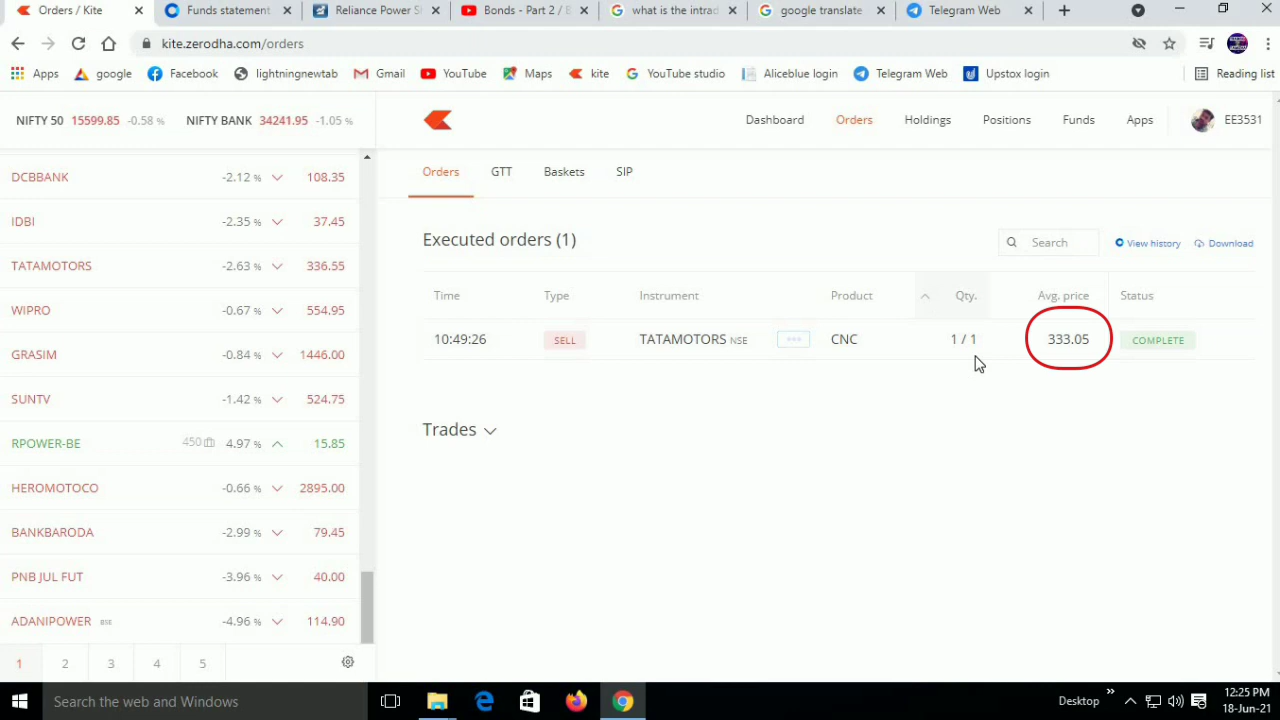 Orders / Kite
Funds statement
Reliance Power S
Bonds - Part 2 / E
what is the intrad
google translate
Telegram Web
kite.zerodha.com/orders
Apps
google
Facebook
lightningnewtab
Gmail
YouTube
Maps
kite
YouTube studio
Aliceblue login
Telegram Web
Upstox login
Reading list
NIFTY 50 15599.85 -0.58 %
NIFTY BANK 34241.95 -1.05 %
Dashboard
Orders
Holdings
Positions
Funds
Apps
EE3531
DCBBANK -2.12 % 108.35
IDBI -2.35 % 37.45
TATAMOTORS -2.63 % 336.55
WIPRO -0.67 % 554.95
GRASIM -0.84 % 1446.00
SUNTV -1.42 % 524.75
RPOWER-BE 450 4.97 % 15.85
HEROMOTOCO -0.66 % 2895.00
BANKBARODA -2.99 % 79.45
PNB JUL FUT -3.96 % 40.00
ADANIPOWER BSE -4.96 % 114.90
1 2 3 4 5
Orders
GTT
Baskets
SIP
Executed orders (1)
Search
View history
Download
Time Type Instrument Product Qty. Avg. price Status
10:49:26 SELL TATAMOTORS NSE CNC 1 / 1 333.05 COMPLETE
Trades
Search the web and Windows
Desktop
12:25 PM
18-Jun-21